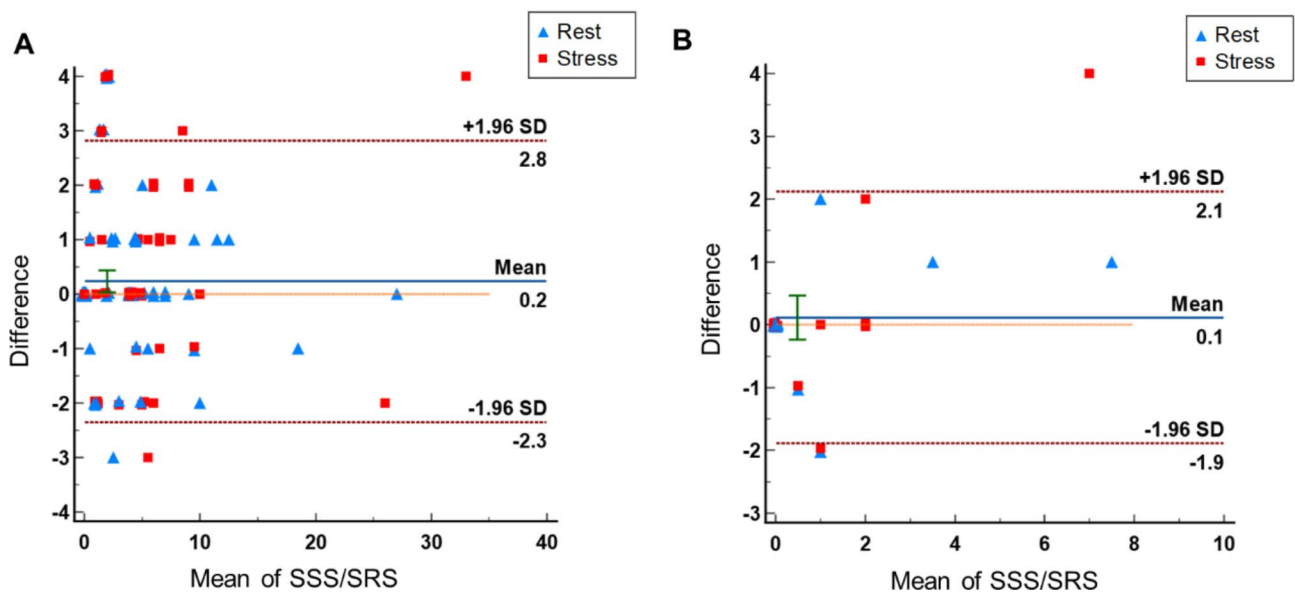 A
Rest
Stress
4
3
2
1
0
-1
-2
-3
-4
Difference
+1.96 SD
2.8
Mean
0.2
-1.96 SD
-2.3
0 10 20 30 40
Mean of SSS/SRS
B
Rest
Stress
4
3
2
1
0
-1
-2
-3
Difference
+1.96 SD
2.1
Mean
0.1
-1.96 SD
-1.9
0 2 4 6 8 10
Mean of SSS/SRS